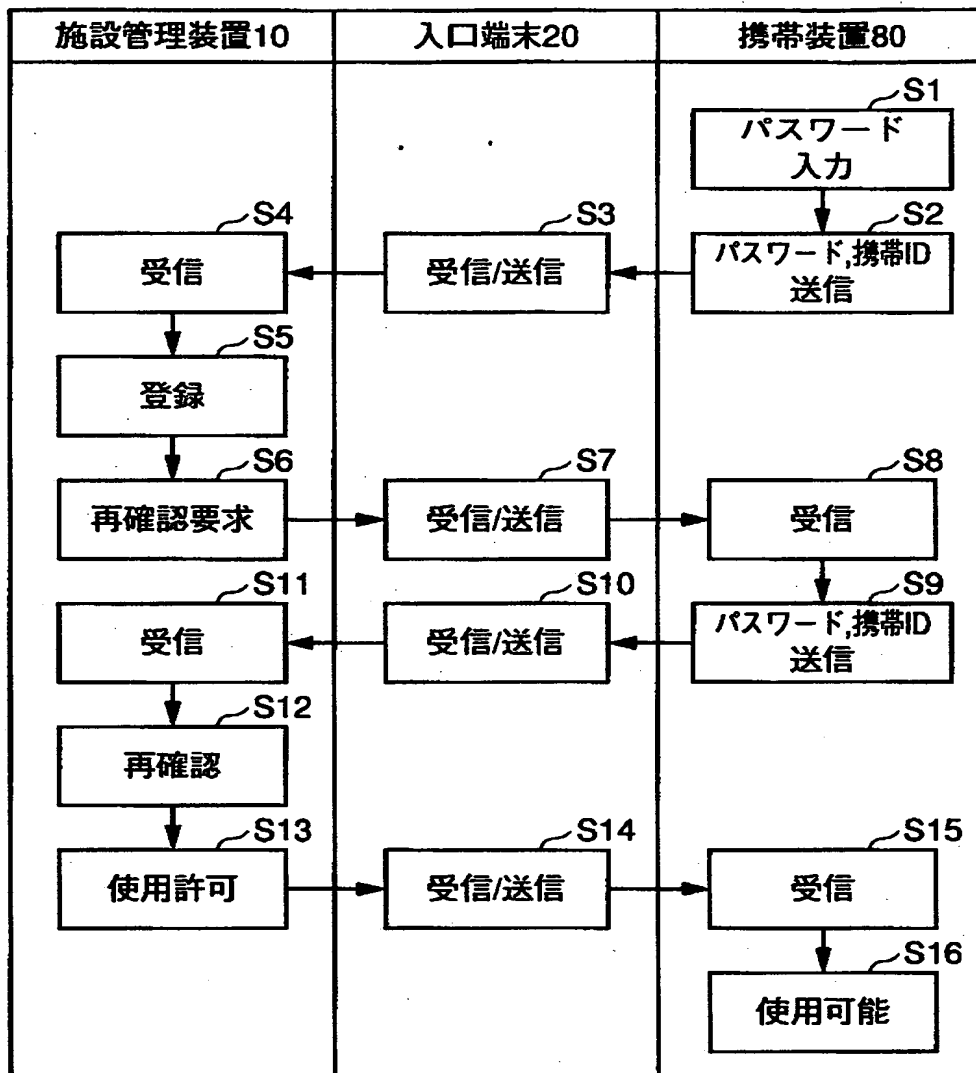 施設管理装置10
入口端末20
携帯装置80
S1
パスワード
入力
S4
S3
S2
受信
受信/送信
パスワード,携帯ID
送信
S5
登録
S6
S7
S8
再確認要求
受信/送信
受信
S11
S10
S9
受信
受信/送信
パスワード,携帯ID
送信
S12
再確認
S13
S14
S15
使用許可
受信/送信
受信
S16
使用可能